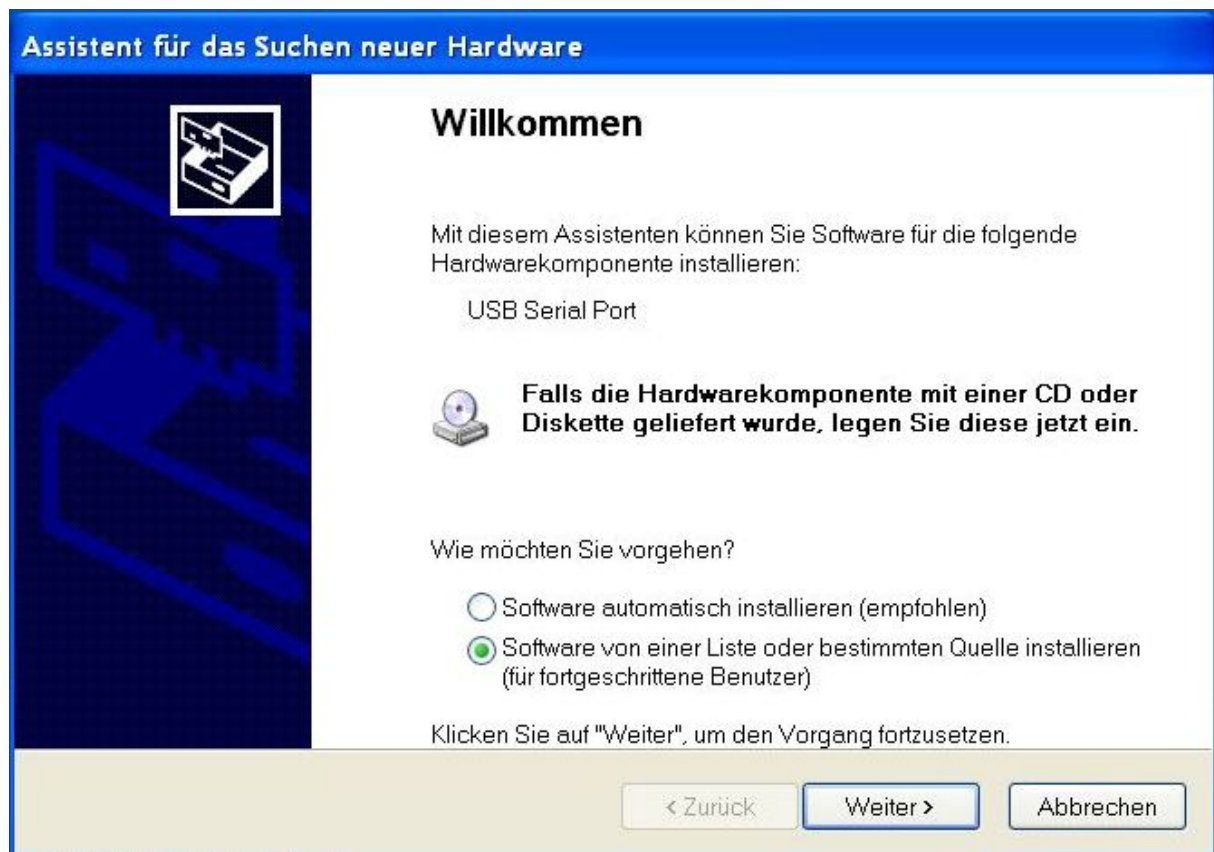 Assistent für das Suchen neuer Hardware
Willkommen
Mit diesem Assistenten können Sie Software für die folgende
Hardwarekomponente installieren:
USB Serial Port
Falls die Hardwarekomponente mit einer CD oder
Diskette geliefert wurde, legen Sie diese jetzt ein.
Wie möchten Sie vorgehen?
Software automatisch installieren (empfohlen)
Software von einer Liste oder bestimmten Quelle installieren
(für fortgeschrittene Benutzer)
Klicken Sie auf "Weiter", um den Vorgang fortzusetzen.
< Zurück Weiter > Abbrechen